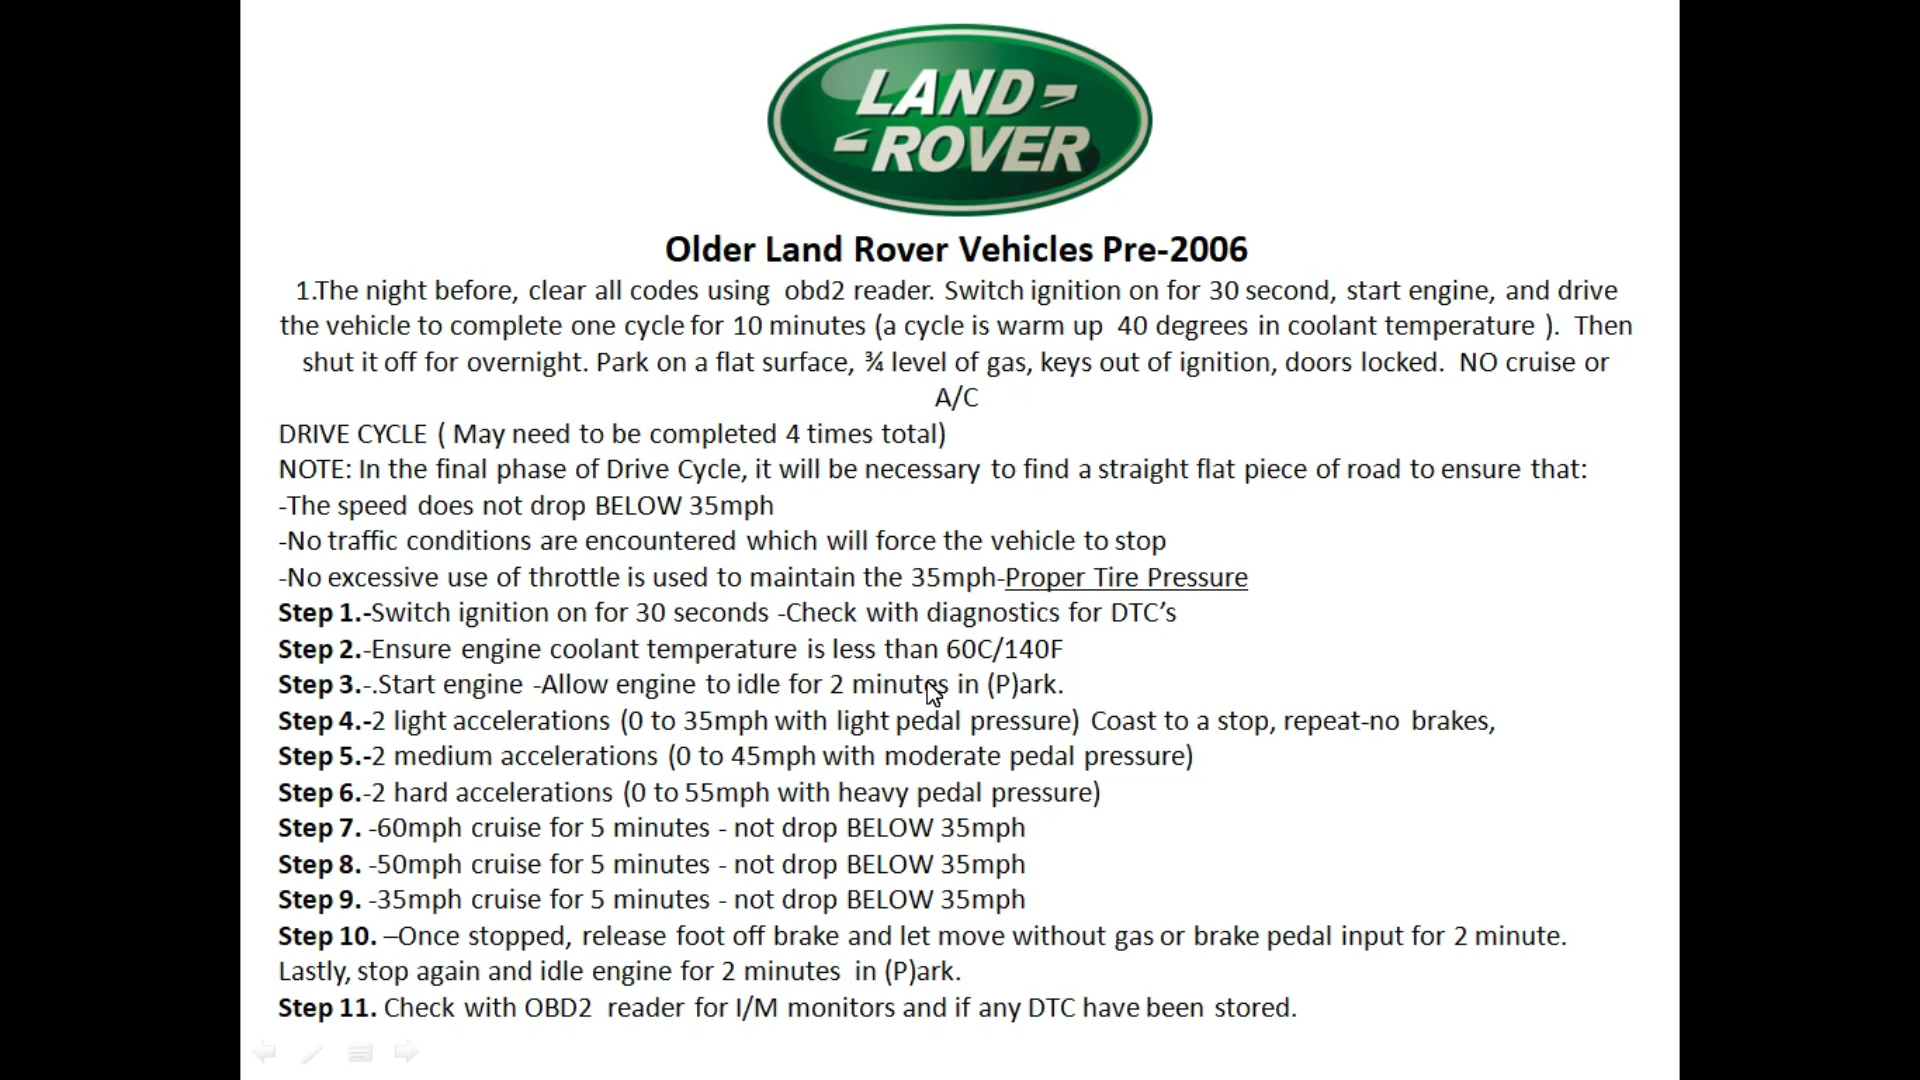 LAND
ROVER
Older Land Rover Vehicles Pre-2006
1.The night before, clear all codes using obd2 reader. Switch ignition on for 30 second, start engine, and drive
the vehicle to complete one cycle for 10 minutes (a cycle is warm up 40 degrees in coolant temperature ). Then
shut it off for overnight. Park on a flat surface, ¾ level of gas, keys out of ignition, doors locked. NO cruise or
A/C
DRIVE CYCLE ( May need to be completed 4 times total)
NOTE: In the final phase of Drive Cycle, it will be necessary to find a straight flat piece of road to ensure that:
-The speed does not drop BELOW 35mph
-No traffic conditions are encountered which will force the vehicle to stop
-No excessive use of throttle is used to maintain the 35mph-Proper Tire Pressure
Step 1.-Switch ignition on for 30 seconds -Check with diagnostics for DTC’s
Step 2.-Ensure engine coolant temperature is less than 60C/140F
Step 3.-.Start engine -Allow engine to idle for 2 minutes in (P)ark.
Step 4.-2 light accelerations (0 to 35mph with light pedal pressure) Coast to a stop, repeat-no brakes,
Step 5.-2 medium accelerations (0 to 45mph with moderate pedal pressure)
Step 6.-2 hard accelerations (0 to 55mph with heavy pedal pressure)
Step 7. -60mph cruise for 5 minutes - not drop BELOW 35mph
Step 8. -50mph cruise for 5 minutes - not drop BELOW 35mph
Step 9. -35mph cruise for 5 minutes - not drop BELOW 35mph
Step 10. –Once stopped, release foot off brake and let move without gas or brake pedal input for 2 minute.
Lastly, stop again and idle engine for 2 minutes in (P)ark.
Step 11. Check with OBD2 reader for I/M monitors and if any DTC have been stored.